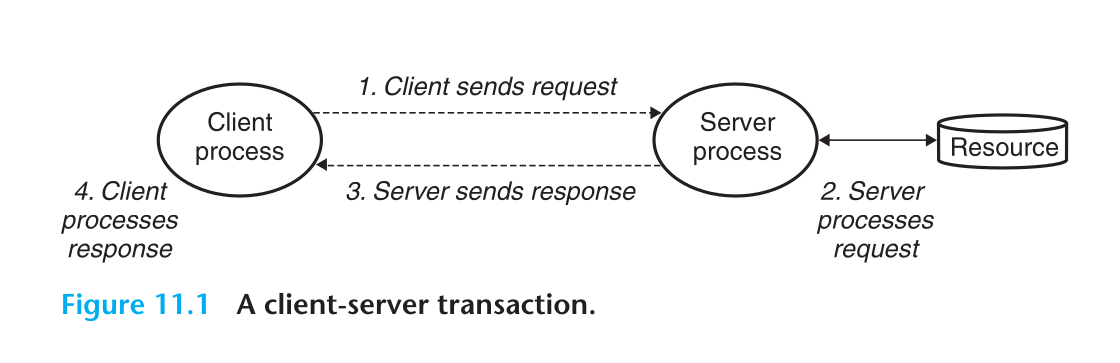 1. Client sends request
Client
process
Server
process
Resource
3. Server sends response
4. Client
processes
response
2. Server
processes
request
Figure 11.1 A client-server transaction.